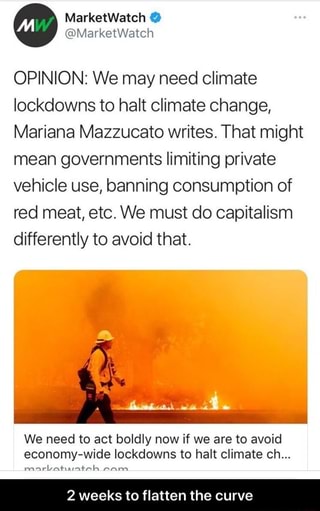 MW MarketWatch
@MarketWatch
OPINION: We may need climate
lockdowns to halt climate change,
Mariana Mazzucato writes. That might
mean governments limiting private
vehicle use, banning consumption of
red meat, etc. We must do capitalism
differently to avoid that.
We need to act boldly now if we are to avoid
economy-wide lockdowns to halt climate ch...
marketwatch.com
2 weeks to flatten the curve